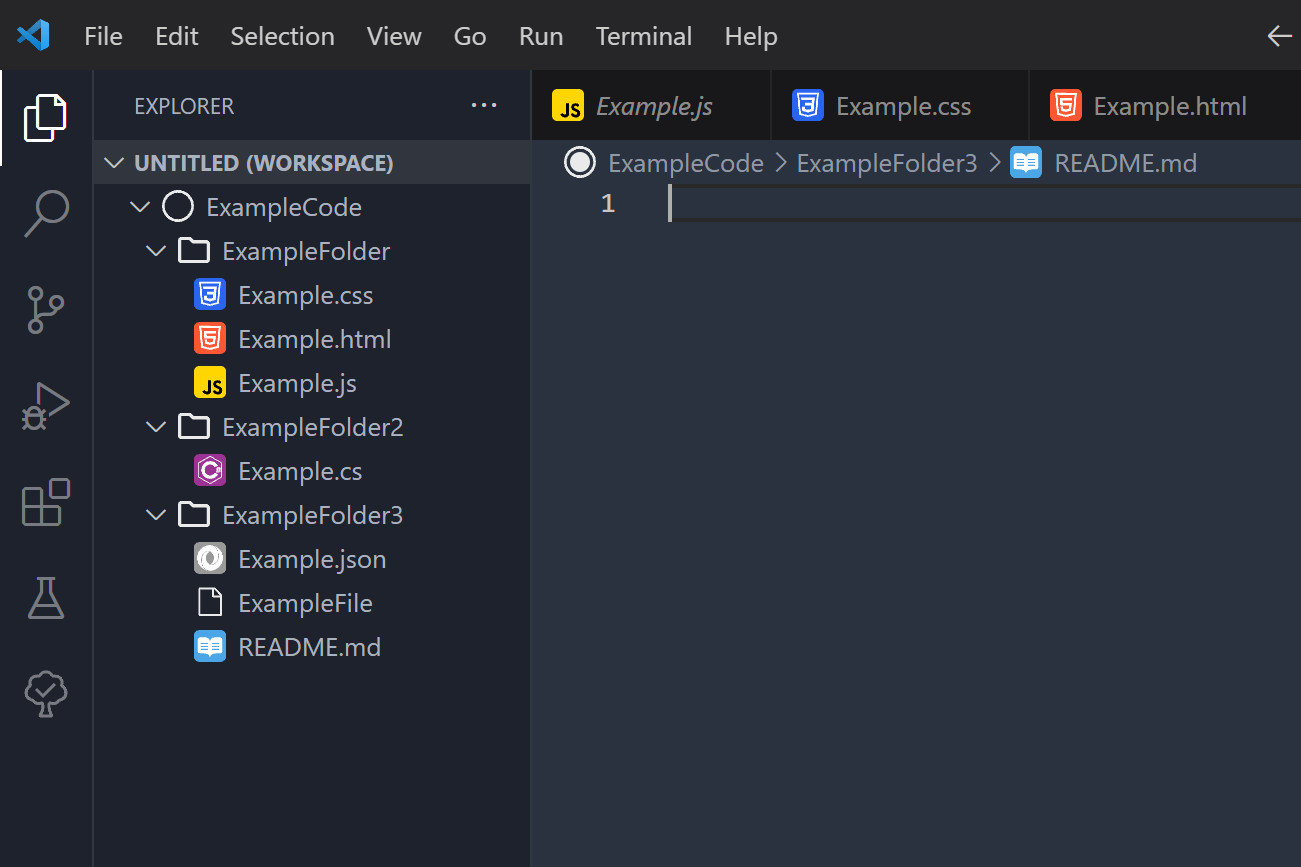 File Edit Selection View Go Run Terminal Help
EXPLORER ...
JS Example.js Example.css Example.html
UNTITLED (WORKSPACE)
ExampleCode > ExampleFolder3 > README.md
1
ExampleCode
ExampleFolder
Example.css
Example.html
JS Example.js
ExampleFolder2
C# Example.cs
ExampleFolder3
Example.json
ExampleFile
README.md